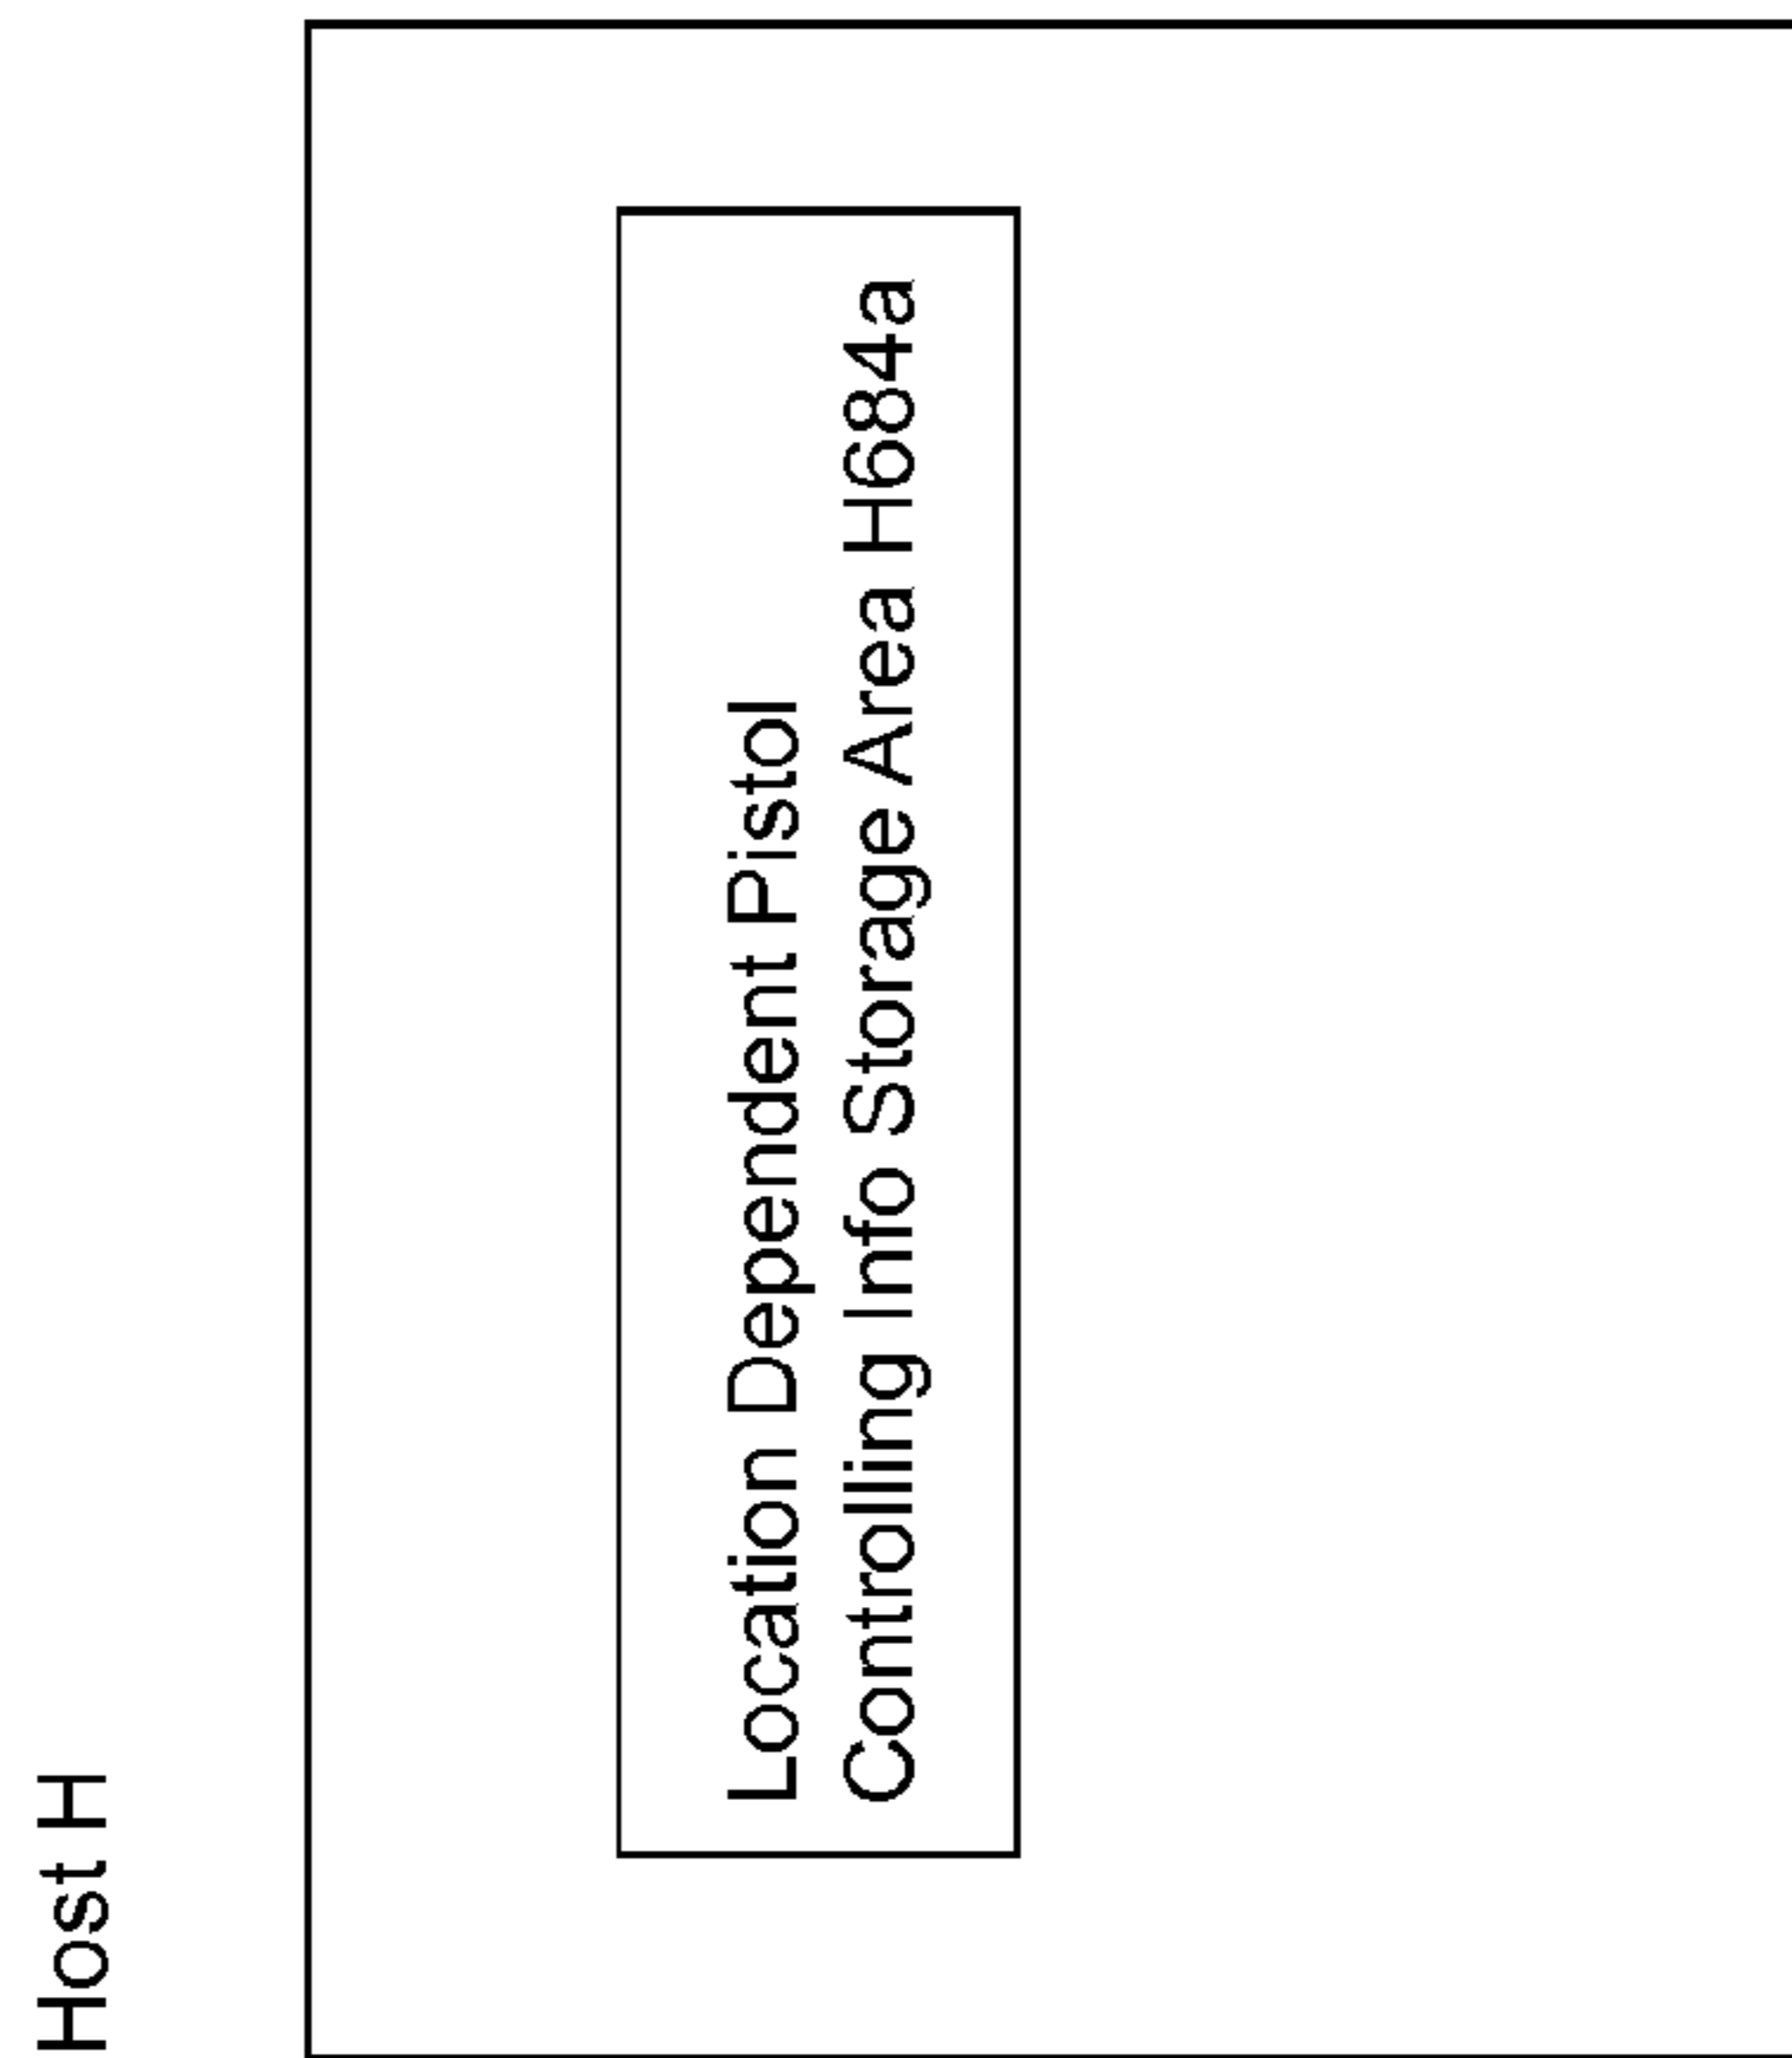 Host H
Location Dependent Pistol
Controlling Info Storage Area H684a